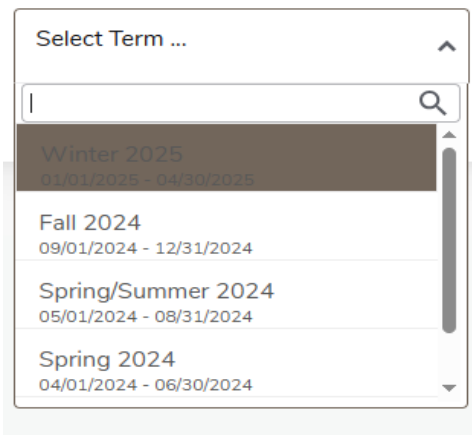 Select Term ...
Winter 2025
01/01/2025 - 04/30/2025
Fall 2024
09/01/2024 - 12/31/2024
Spring/Summer 2024
05/01/2024 - 08/31/2024
Spring 2024
04/01/2024 - 06/30/2024